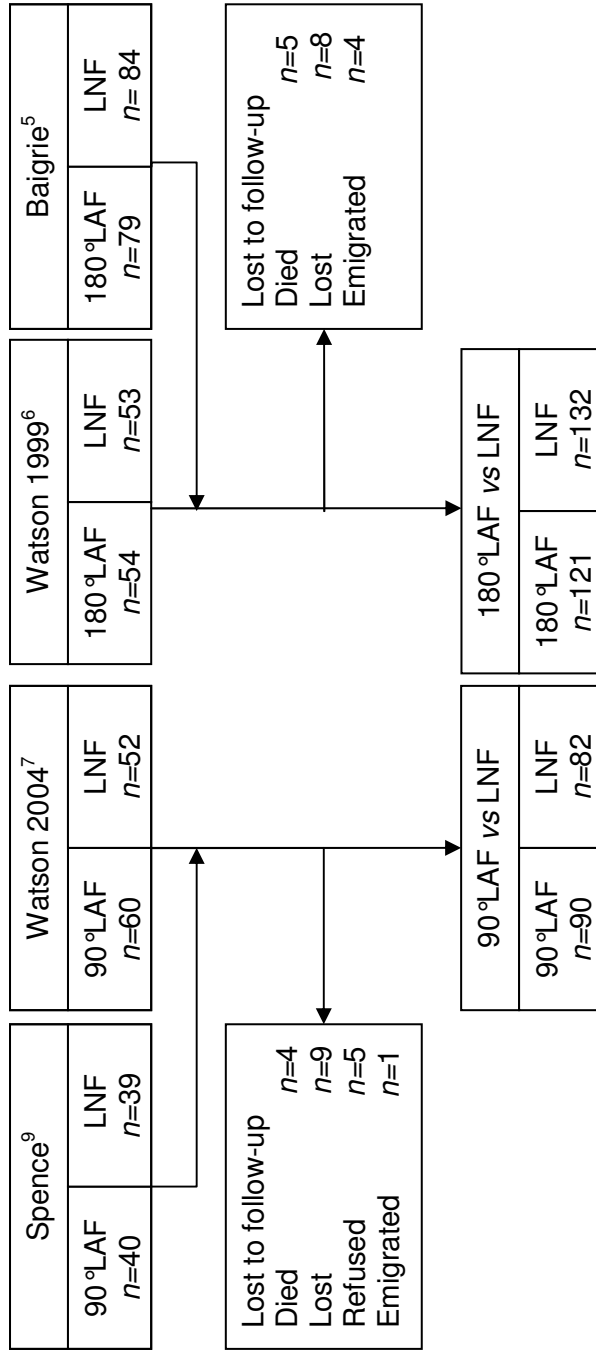 Spence⁹
90°LAF
n=40
LNF
n=39
Watson 2004⁷
90°LAF
n=60
LNF
n=52
Watson 1999⁶
180°LAF
n=54
LNF
n=53
Baigrie⁵
180°LAF
n=79
LNF
n= 84
Lost to follow-up
Died n=4
Lost n=9
Refused n=5
Emigrated n=1
Lost to follow-up
Died n=5
Lost n=8
Emigrated n=4
90°LAF vs LNF
90°LAF
n=90
LNF
n=82
180°LAF vs LNF
180°LAF
n=121
LNF
n=132